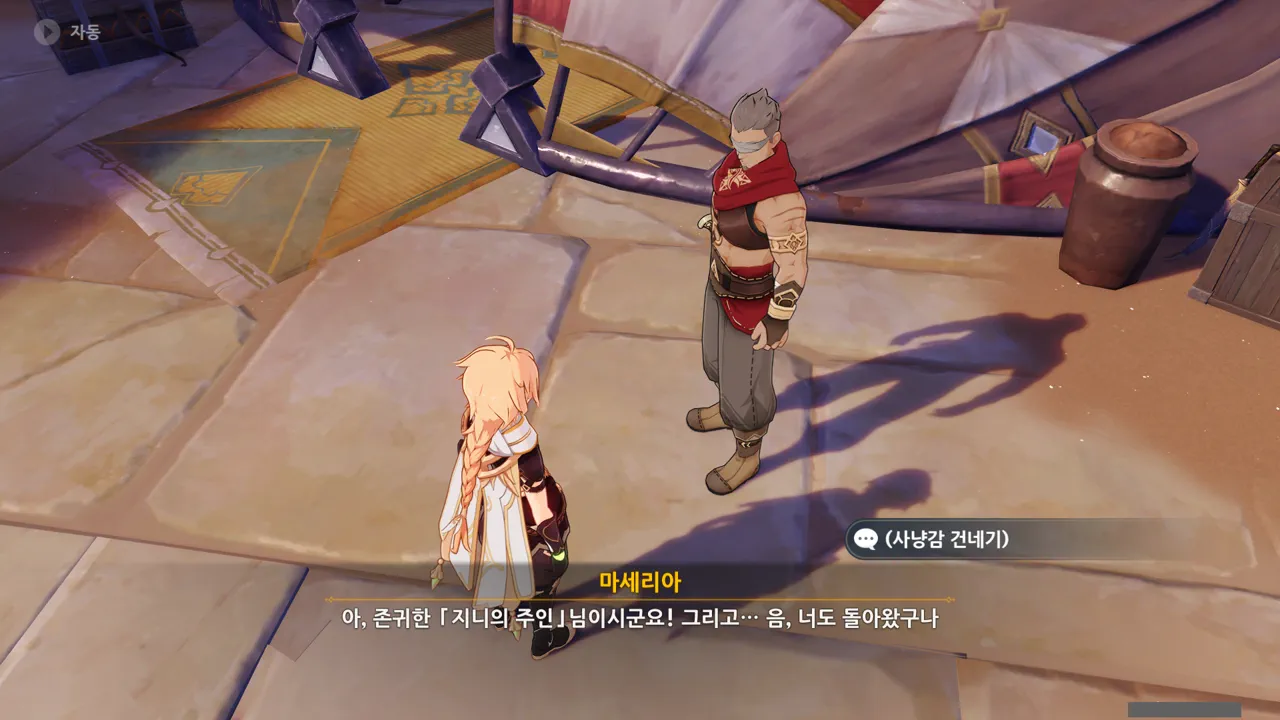 자동
(사냥감 건네기)
마세리아
아, 존귀한 「지니의 주인」님이시군요! 그리고… 음, 너도 돌아왔구나